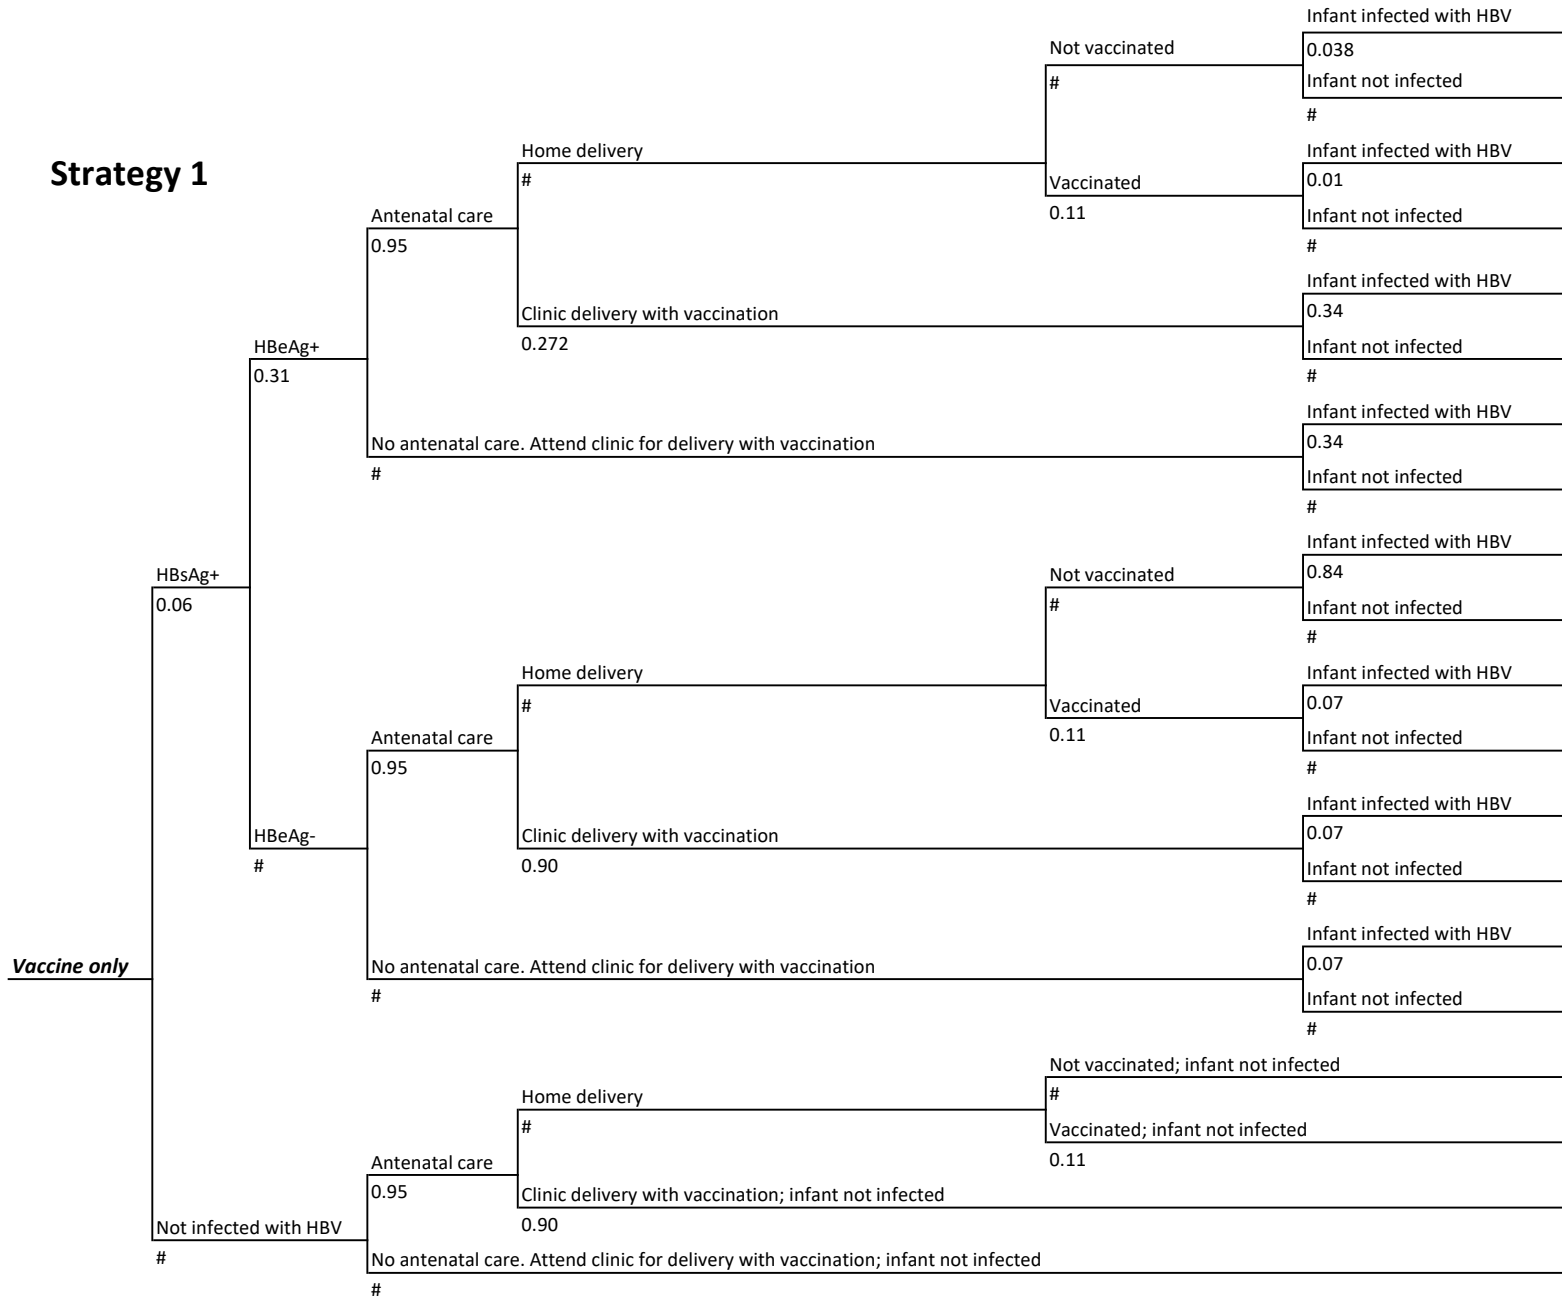 Strategy 1
Infant infected with HBV
0.038
Infant not infected
#
Not vaccinated
#
Infant infected with HBV
0.01
Infant not infected
#
Vaccinated
0.11
Home delivery
#
Antenatal care
0.95
Infant infected with HBV
0.34
Infant not infected
#
Clinic delivery with vaccination
0.272
HBeAg+
0.31
Infant infected with HBV
0.34
Infant not infected
#
No antenatal care. Attend clinic for delivery with vaccination
#
HBsAg+
0.06
Infant infected with HBV
0.84
Infant not infected
#
Not vaccinated
#
Home delivery
#
Infant infected with HBV
0.07
Infant not infected
#
Vaccinated
0.11
Antenatal care
0.95
Infant infected with HBV
0.07
Infant not infected
#
Clinic delivery with vaccination
0.90
HBeAg-
#
Infant infected with HBV
0.07
Infant not infected
#
No antenatal care. Attend clinic for delivery with vaccination
#
Vaccine only
Not vaccinated; infant not infected
#
Vaccinated; infant not infected
0.11
Home delivery
#
Antenatal care
0.95
Clinic delivery with vaccination; infant not infected
0.90
Not infected with HBV
#
No antenatal care. Attend clinic for delivery with vaccination; infant not infected
#